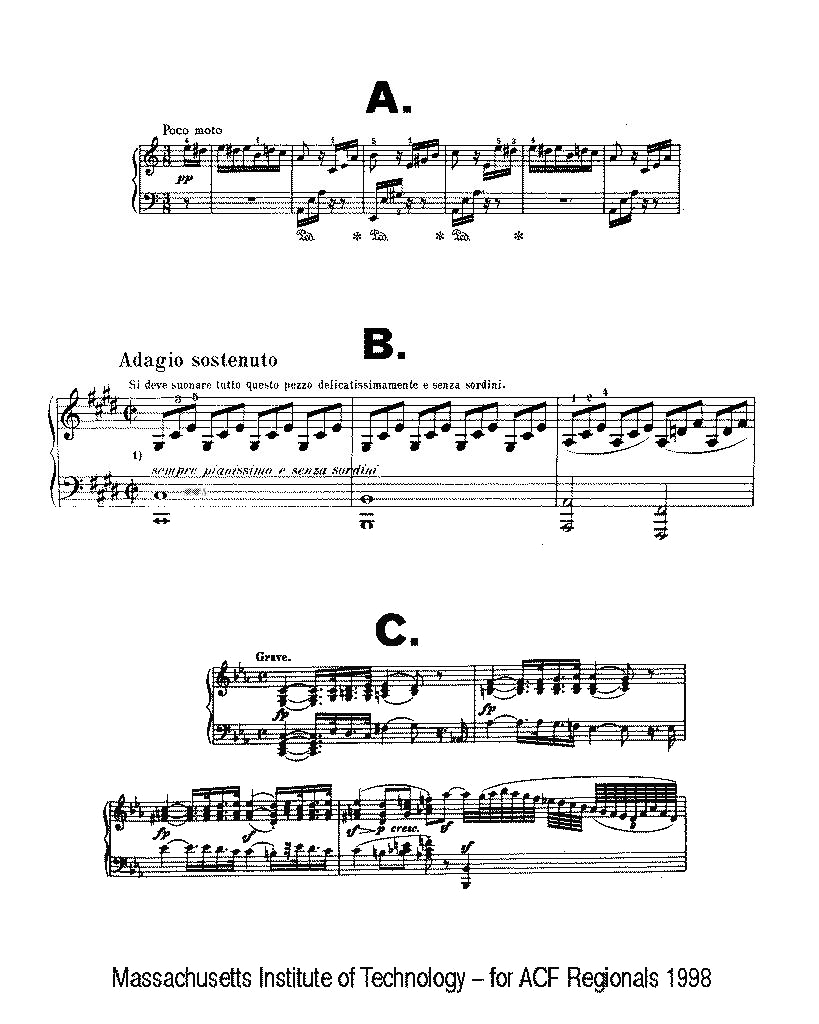 A.
Poco moto
pp
B.
Adagio sostenuto
Si deve suonare tutto questo pezzo delicatissimamente e senza sordini.
1)
sempre pianissimo e senza sordini
C.
Grave.
fp
fp
fp
sf
sf
p cresc.
sf
sf
Massachusetts Institute of Technology – for ACF Regionals 1998